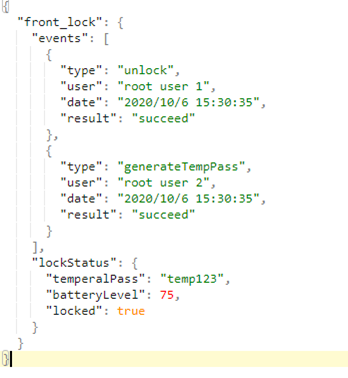 {
  "front_lock": {
    "events": [
      {
        "type": "unlock",
        "user": "root user 1",
        "date": "2020/10/6 15:30:35",
        "result": "succeed"
      },
      {
        "type": "generateTempPass",
        "user": "root user 2",
        "date": "2020/10/6 15:30:35",
        "result": "succeed"
      }
    ],
    "lockStatus": {
      "temperalPass": "temp123",
      "batteryLevel": 75,
      "locked": true
    }
  }
}